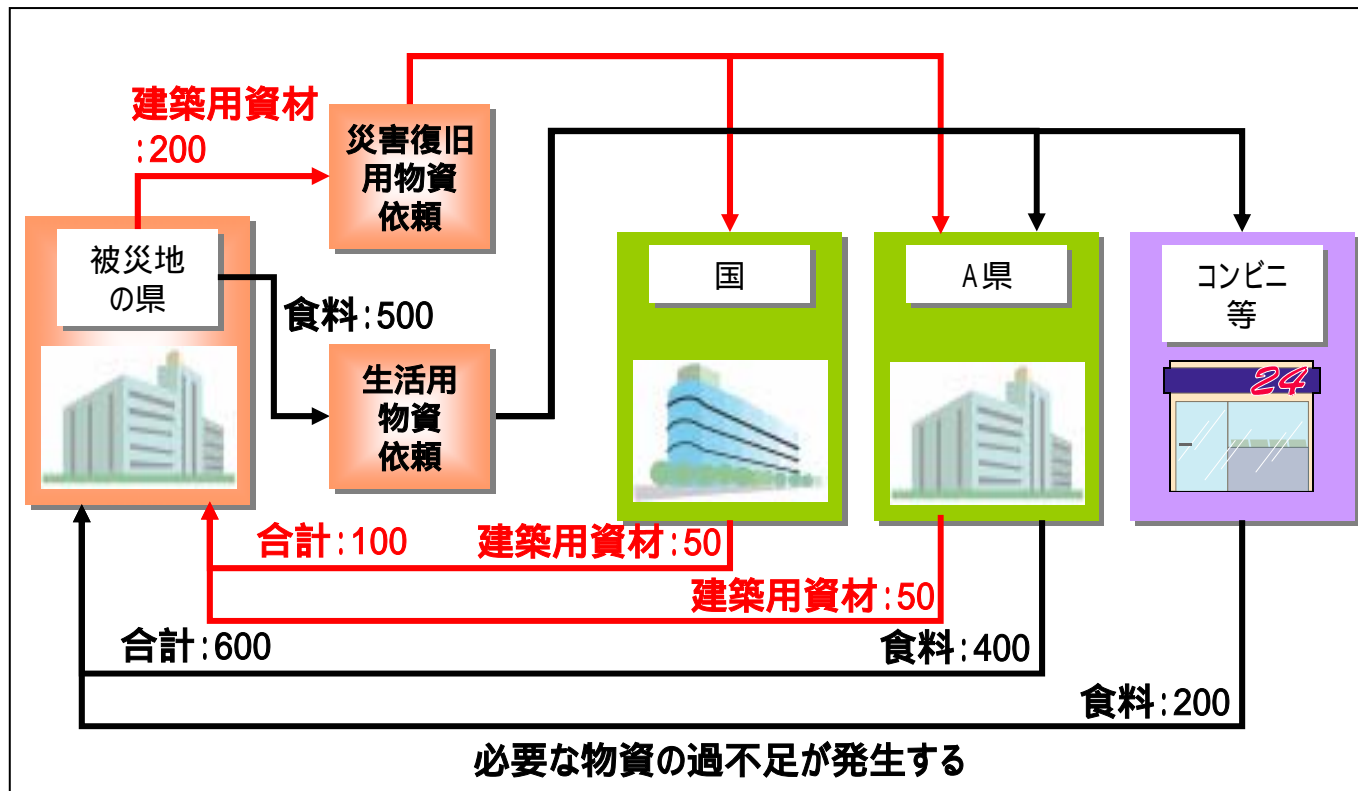 建築用資材
:200
災害復旧
用物資
依頼
被災地
の県
食料:500
生活用
物資
依頼
国
A県
コンビニ
等
24
合計:100
建築用資材:50
建築用資材:50
合計:600
食料:400
食料:200
必要な物資の過不足が発生する